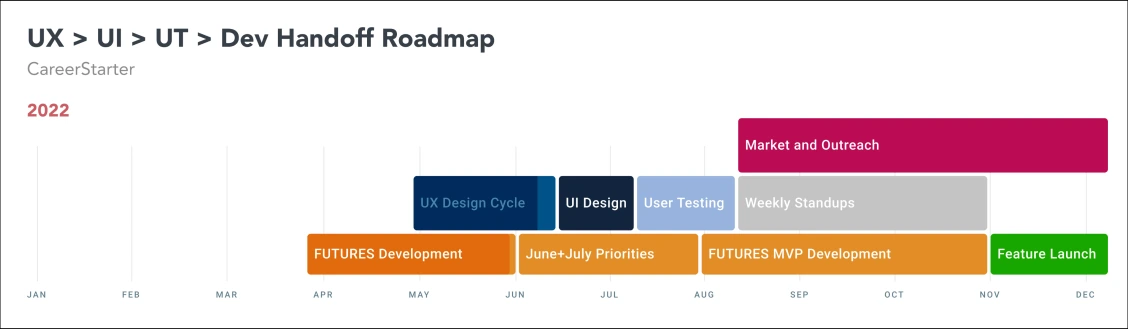 UX > UI > UT > Dev Handoff Roadmap
CareerStarter
2022
Market and Outreach
UX Design Cycle
UI Design
User Testing
Weekly Standups
FUTURES Development
June+July Priorities
FUTURES MVP Development
Feature Launch
JAN FEB MAR APR MAY JUN JUL AUG SEP OCT NOV DEC